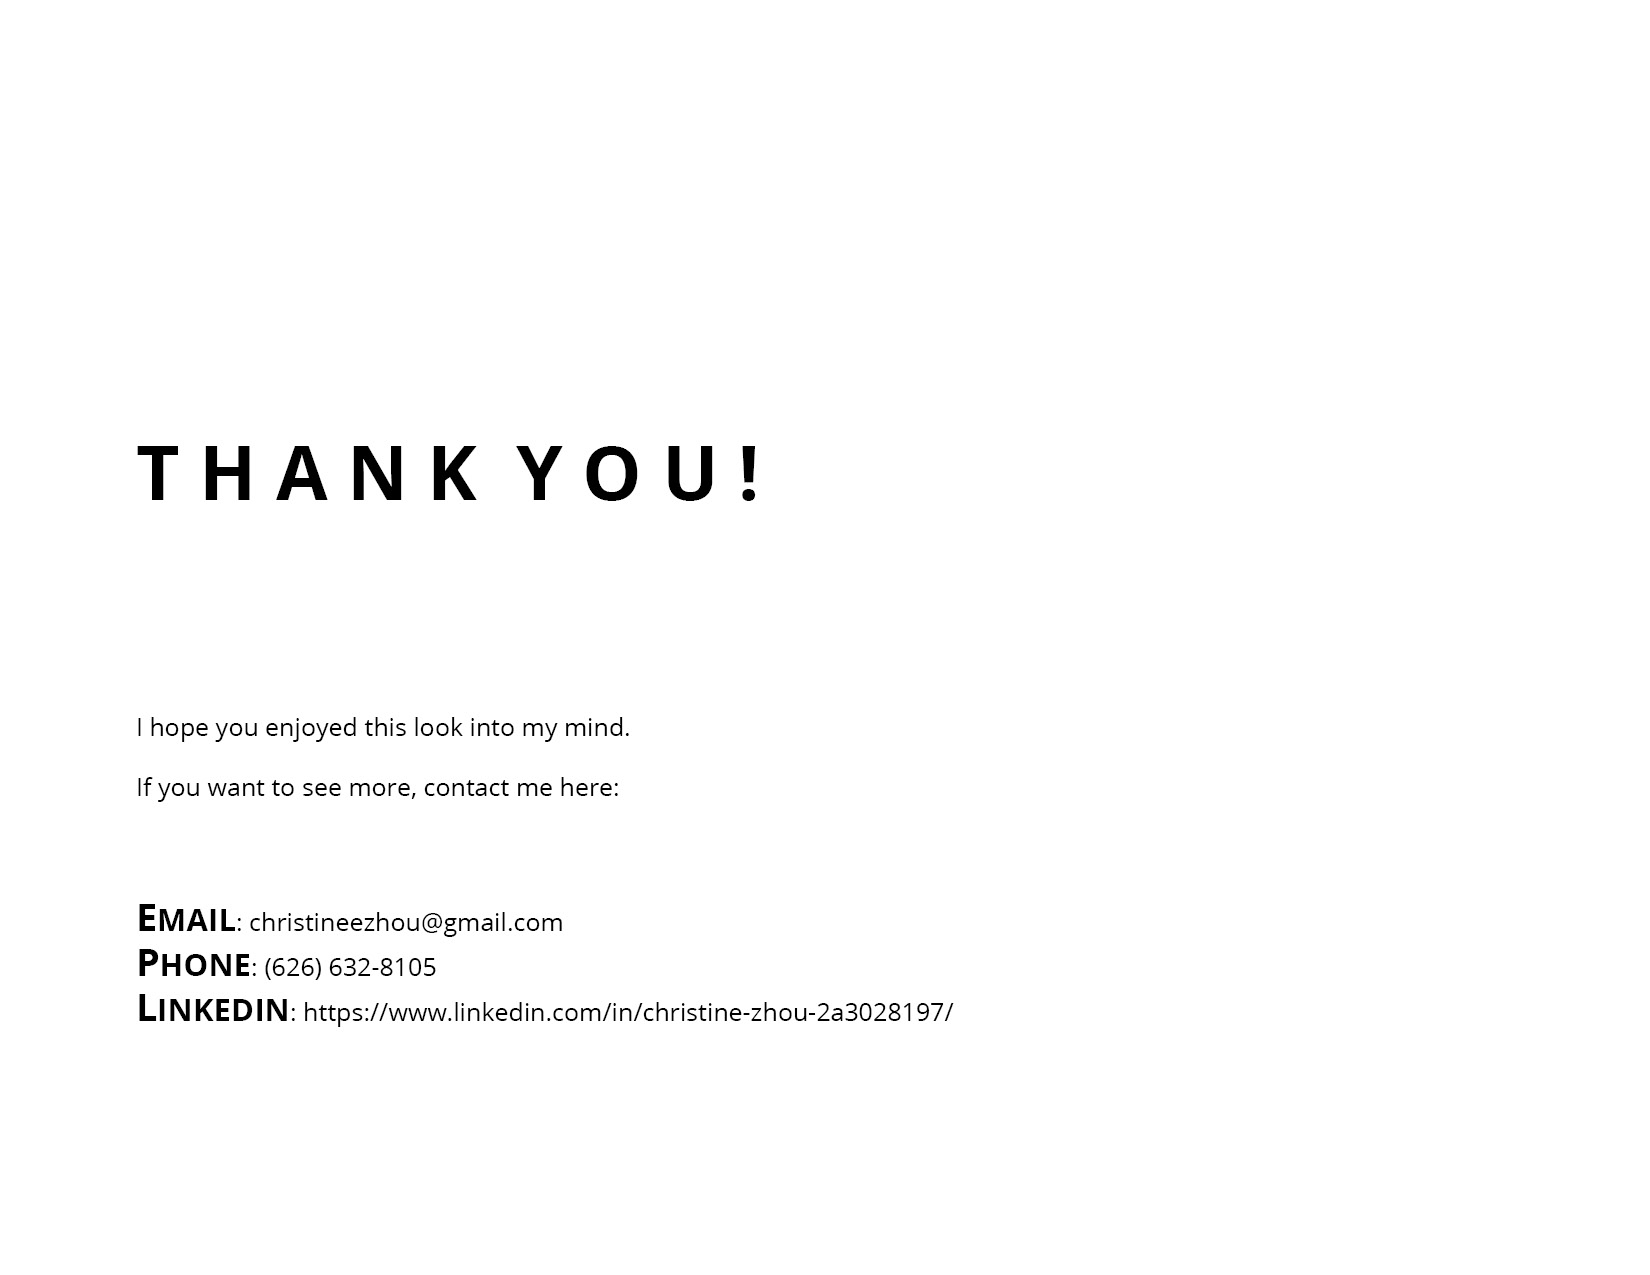 THANK YOU!
I hope you enjoyed this look into my mind.
If you want to see more, contact me here:
EMAIL: christineezhou@gmail.com
PHONE: (626) 632-8105
LINKEDIN: https://www.linkedin.com/in/christine-zhou-2a3028197/